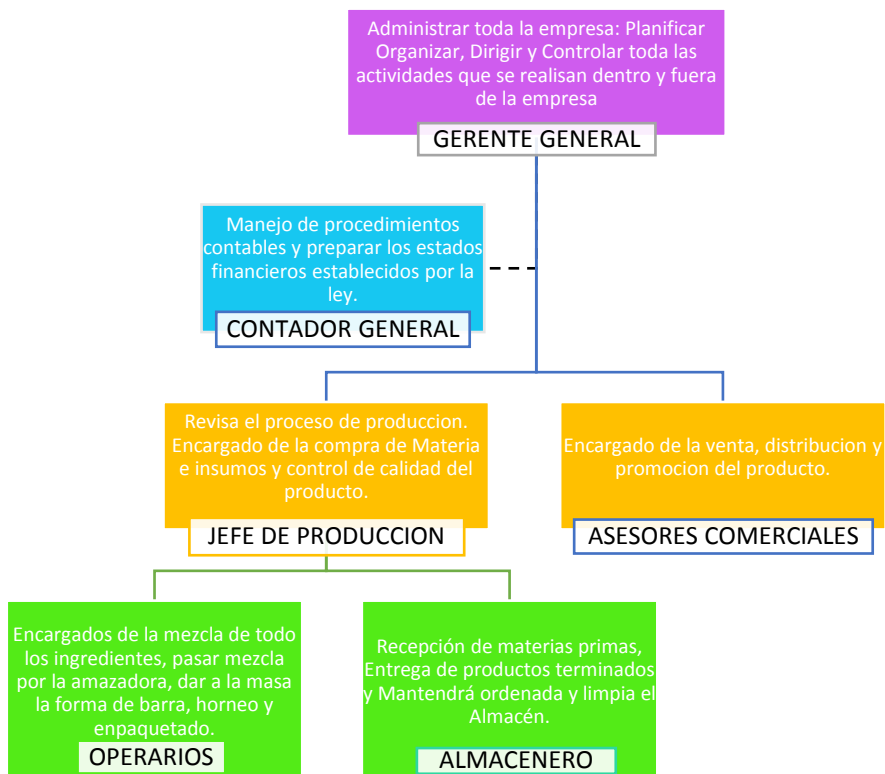 Administrar toda la empresa: Planificar
Organizar, Dirigir y Controlar toda las
actividades que se realisan dentro y fuera
de la empresa
GERENTE GENERAL
Manejo de procedimientos
contables y preparar los estados
financieros establecidos por la
ley.
CONTADOR GENERAL
Revisa el proceso de produccion.
Encargado de la compra de Materia
e insumos y control de calidad del
producto.
JEFE DE PRODUCCION
Encargado de la venta, distribucion y
promocion del producto.
ASESORES COMERCIALES
Encargados de la mezcla de todo
los ingredientes, pasar mezcla
por la amazadora, dar a la masa
la forma de barra, horneo y
enpaquetado.
OPERARIOS
Recepción de materias primas,
Entrega de productos terminados
y Mantendrá ordenada y limpia el
Almacén.
ALMACENERO